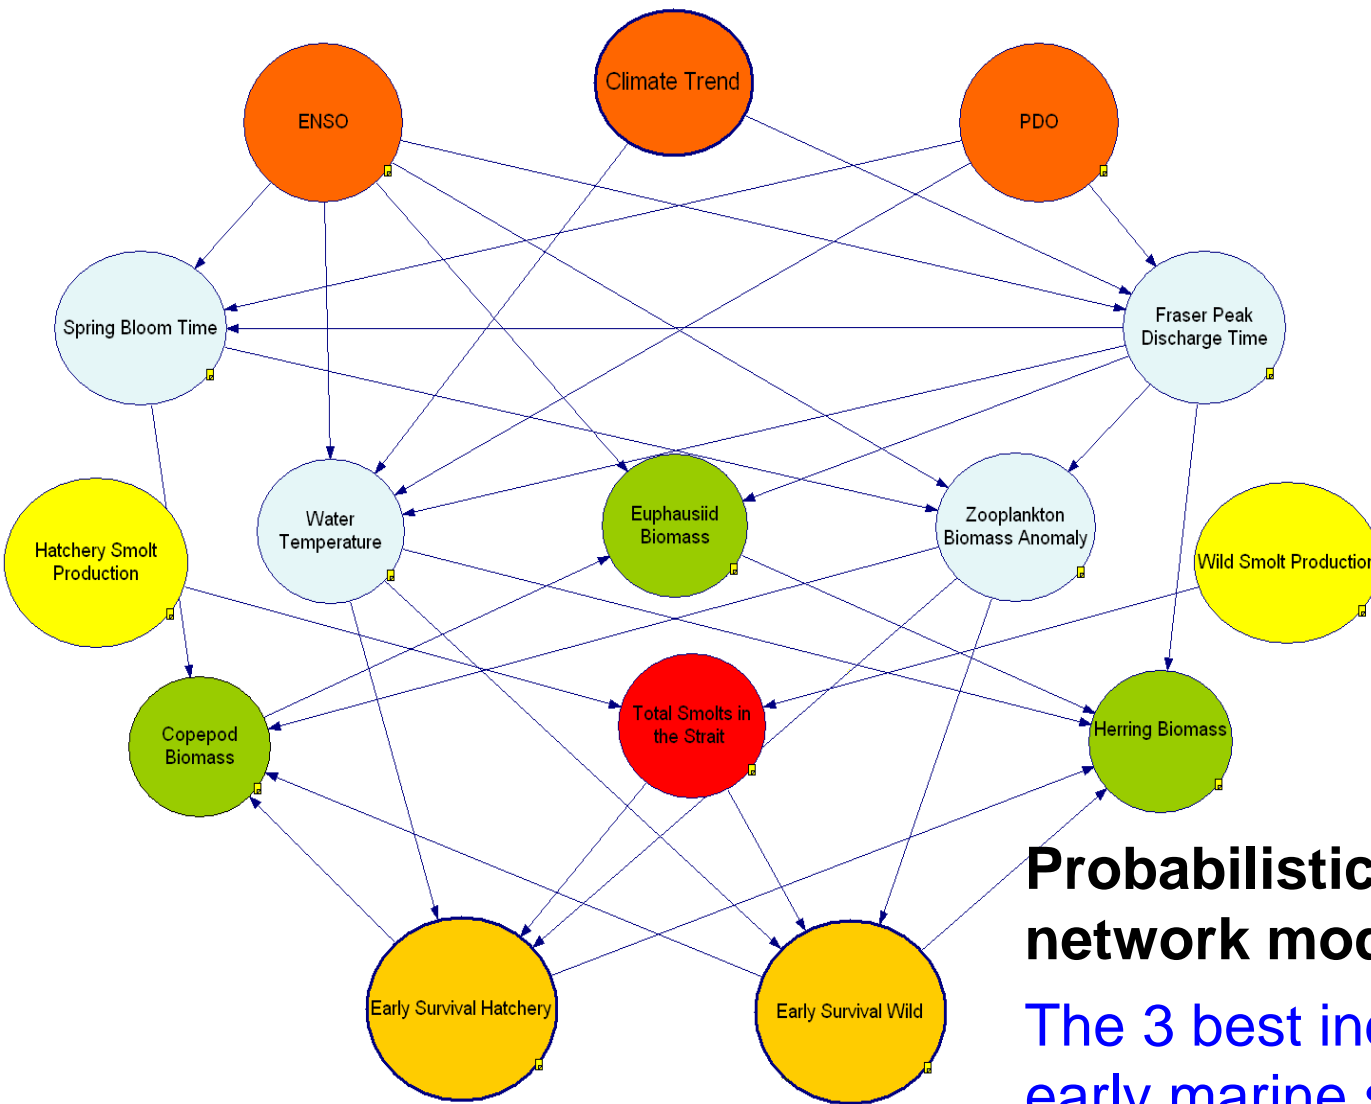 Climate Trend
ENSO
PDO
Spring Bloom Time
Fraser Peak
Discharge Time
Water
Temperature
Euphausiid
Biomass
Zooplankton
Biomass Anomaly
Hatchery Smolt
Production
Wild Smolt Production
Copepod
Biomass
Total Smolts in
the Strait
Herring Biomass
Early Survival Hatchery
Early Survival Wild
Probabilistic
network
The 3 best
early marine